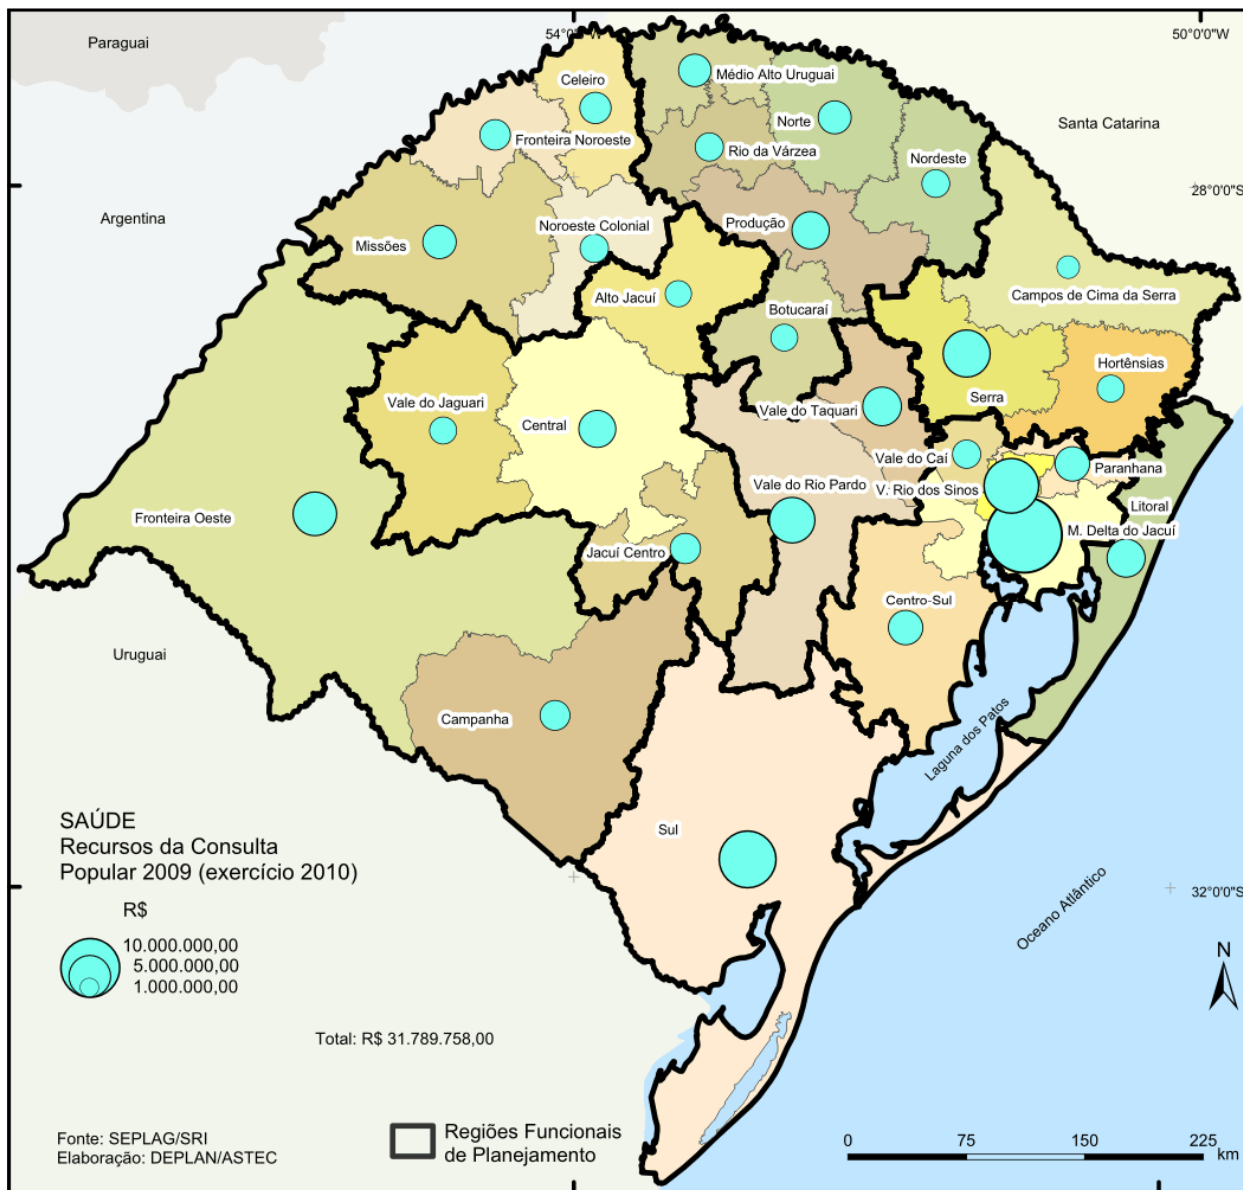 Paraguai
54°0'0"W
50°0'0"W
Celeiro
Médio Alto Uruguai
Norte
Santa Catarina
Fronteira Noroeste
Rio da Várzea
Nordeste
28°0'0"S
Argentina
Noroeste Colonial
Produção
Missões
Alto Jacuí
Botucaraí
Campos de Cima da Serra
Hortênsias
Vale do Jaguari
Serra
Central
Vale do Taquari
Vale do Caí
Paranhana
Vale do Rio Pardo
V. Rio dos Sinos
Litoral
Fronteira Oeste
M. Delta do Jacuí
Jacuí Centro
Centro-Sul
Uruguai
Campanha
Laguna dos Patos
SAÚDE
Recursos da Consulta
Popular 2009 (exercício 2010)
Sul
R$
10.000.000,00
5.000.000,00
1.000.000,00
32°0'0"S
Oceano Atlântico
N
Total: R$ 31.789.758,00
Fonte: SEPLAG/SRI
Elaboração: DEPLAN/ASTEC
Regiões Funcionais
de Planejamento
0 75 150 225
km